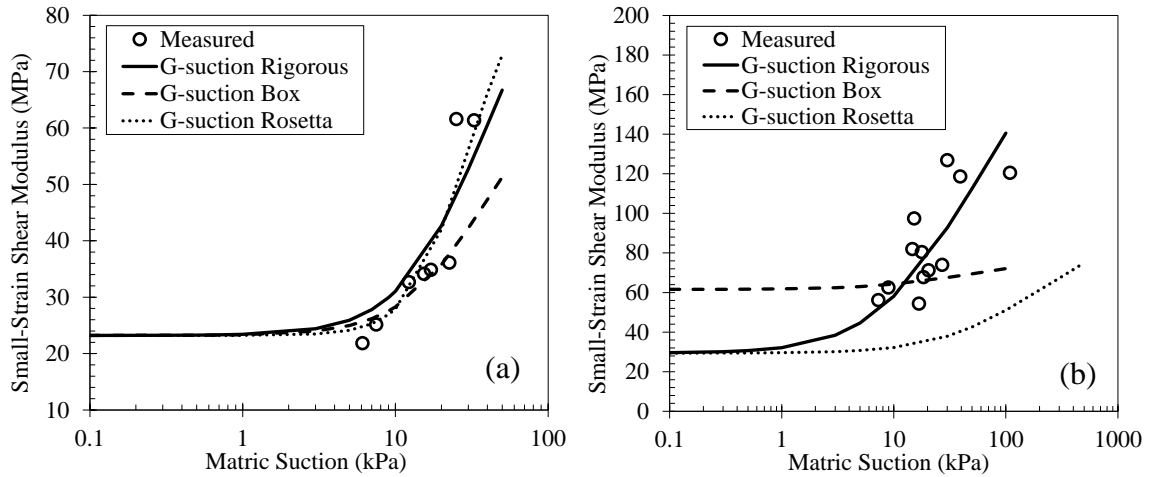 80
70
60
50
40
30
20
10
Small-Strain Shear Modulus (MPa)
Measured
G-suction Rigorous
G-suction Box
G-suction Rosetta
(a)
0.1 1 10 100
Matric Suction (kPa)
200
180
160
140
120
100
80
60
40
20
0
Small-Strain Shear Modulus (MPa)
Measured
G-suction Rigorous
G-suction Box
G-suction Rosetta
(b)
0.1 1 10 100 1000
Matric Suction (kPa)